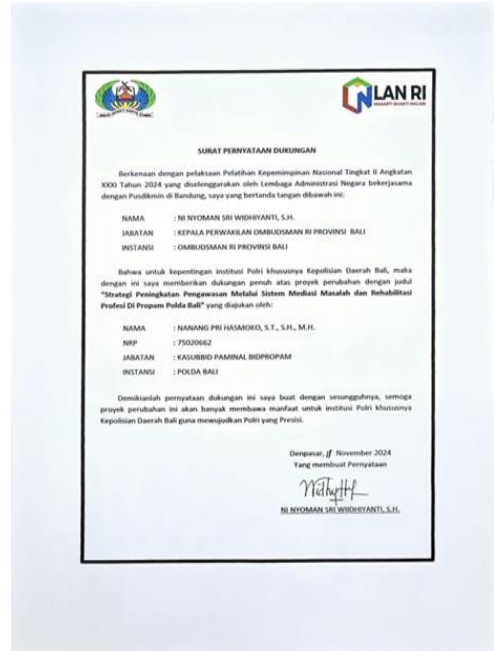 LAN RI
MAKARTI BHAKTI NAGARI
SURAT PERNYATAAN DUKUNGAN
Berkenaan dengan pelaksaan Pelatihan Kepemimpinan Nasional Tingkat II Angkatan
XXXI Tahun 2024 yang diselenggarakan oleh Lembaga Administrasi Negara bekerjasama
dengan Pusdikmin di Bandung, saya yang bertanda tangan dibawah ini:
NAMA : NI NYOMAN SRI WIDHIYANTI, S.H.
JABATAN : KEPALA PERWAKILAN OMBUDSMAN RI PROVINSI BALI
INSTANSI : OMBUDSMAN RI PROVINSI BALI
Bahwa untuk kepentingan institusi Polri khususnya Kepolisian Daerah Bali, maka
dengan ini saya memberikan dukungan penuh atas proyek perubahan dengan judul
"Strategi Peningkatan Pengawasan Melalui Sistem Mediasi Masalah dan Rehabilitasi
Profesi Di Propam Polda Bali" yang diajukan oleh:
NAMA : NANANG PRI HASMOKO, S.T., S.H., M.H.
NRP : 75020662
JABATAN : KASUBBID PAMINAL BIDPROPAM
INSTANSI : POLDA BALI
Demikianlah pernyataan dukungan ini saya buat dengan sesungguhnya, semoga
proyek perubahan ini akan banyak membawa manfaat untuk institusi Polri khususnya
Kepolisian Daerah Bali guna mewujudkan Polri yang Presisi.
Denpasar, November 2024
Yang membuat Pernyataan
NI NYOMAN SRI WIDHIYANTI, S.H.